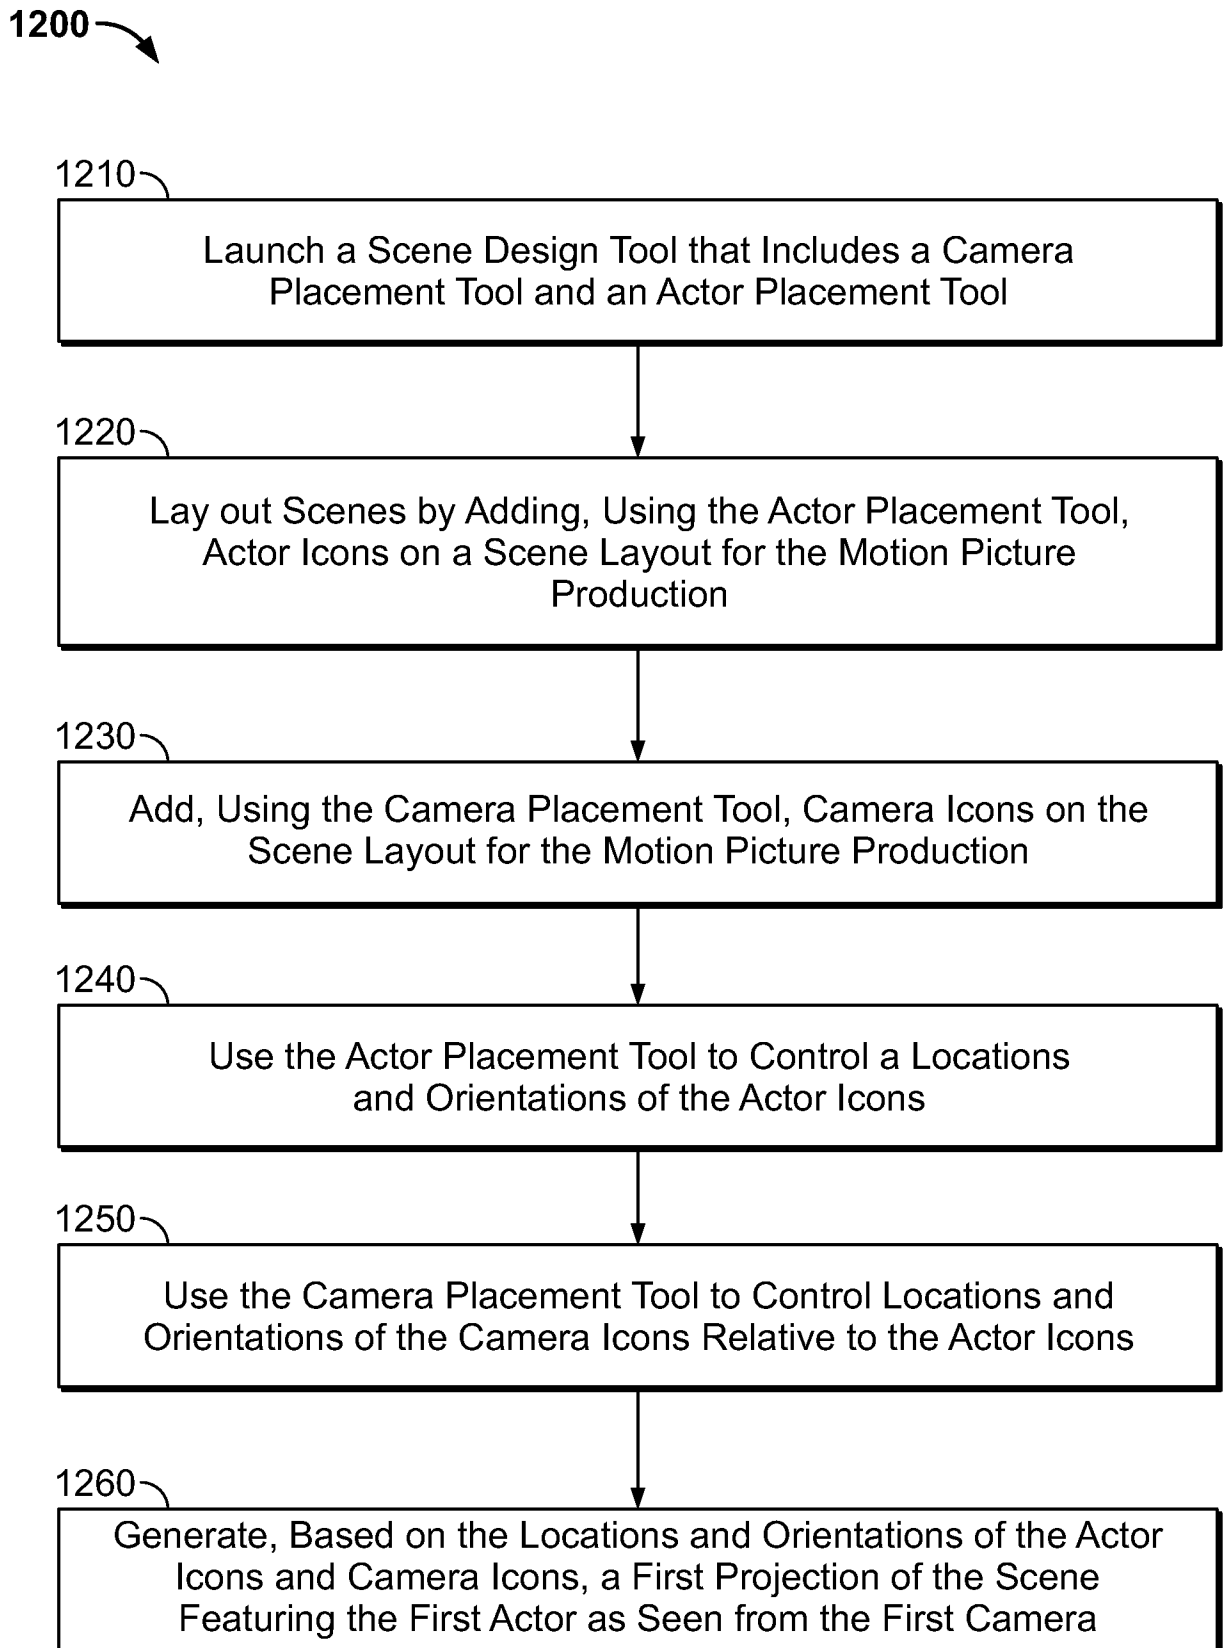 1200
1210
Launch a Scene Design Tool that Includes a Camera
Placement Tool and an Actor Placement Tool
1220
Lay out Scenes by Adding, Using the Actor Placement Tool,
Actor Icons on a Scene Layout for the Motion Picture
Production
1230
Add, Using the Camera Placement Tool, Camera Icons on the
Scene Layout for the Motion Picture Production
1240
Use the Actor Placement Tool to Control a Locations
and Orientations of the Actor Icons
1250
Use the Camera Placement Tool to Control Locations and
Orientations of the Camera Icons Relative to the Actor Icons
1260
Generate, Based on the Locations and Orientations of the Actor
Icons and Camera Icons, a First Projection of the Scene
Featuring the First Actor as Seen from the First Camera